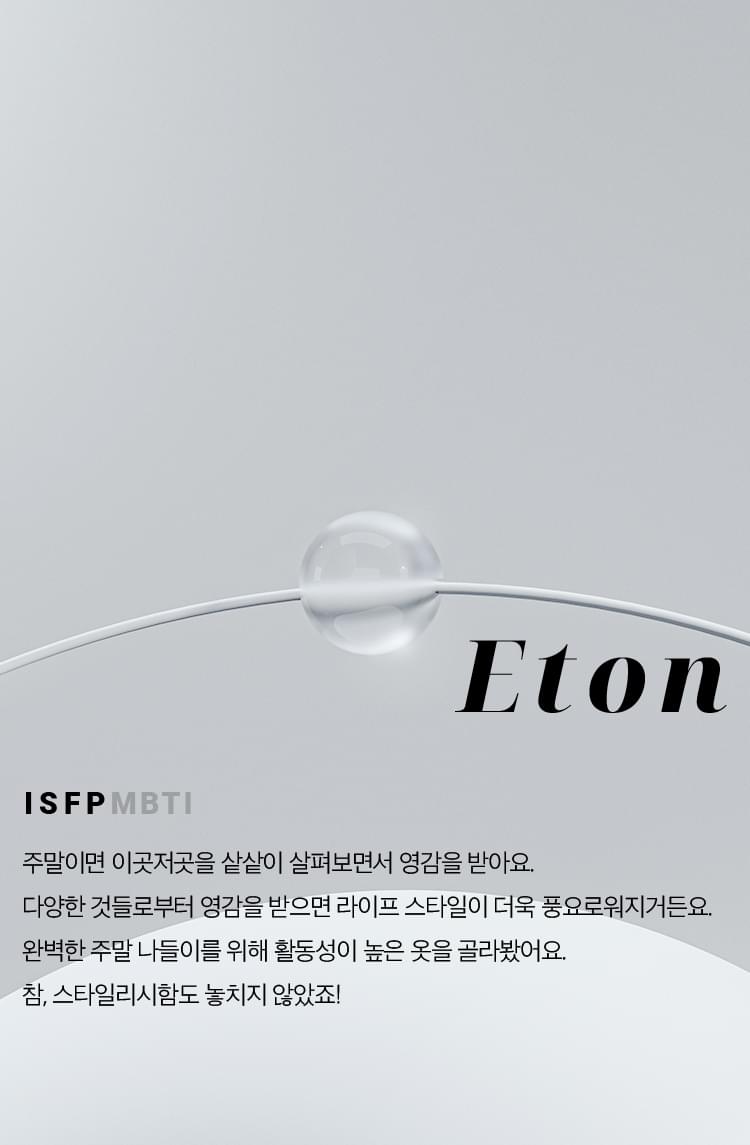 Eton
ISFPMBTI
주말이면 이곳저곳을 샅샅이 살펴보면서 영감을 받아요.
다양한 것들로부터 영감을 받으면 라이프 스타일이 더욱 풍요로워지거든요.
완벽한 주말 나들이를 위해 활동성이 높은 옷을 골라봤어요.
참, 스타일리시함도 놓치지 않았죠!